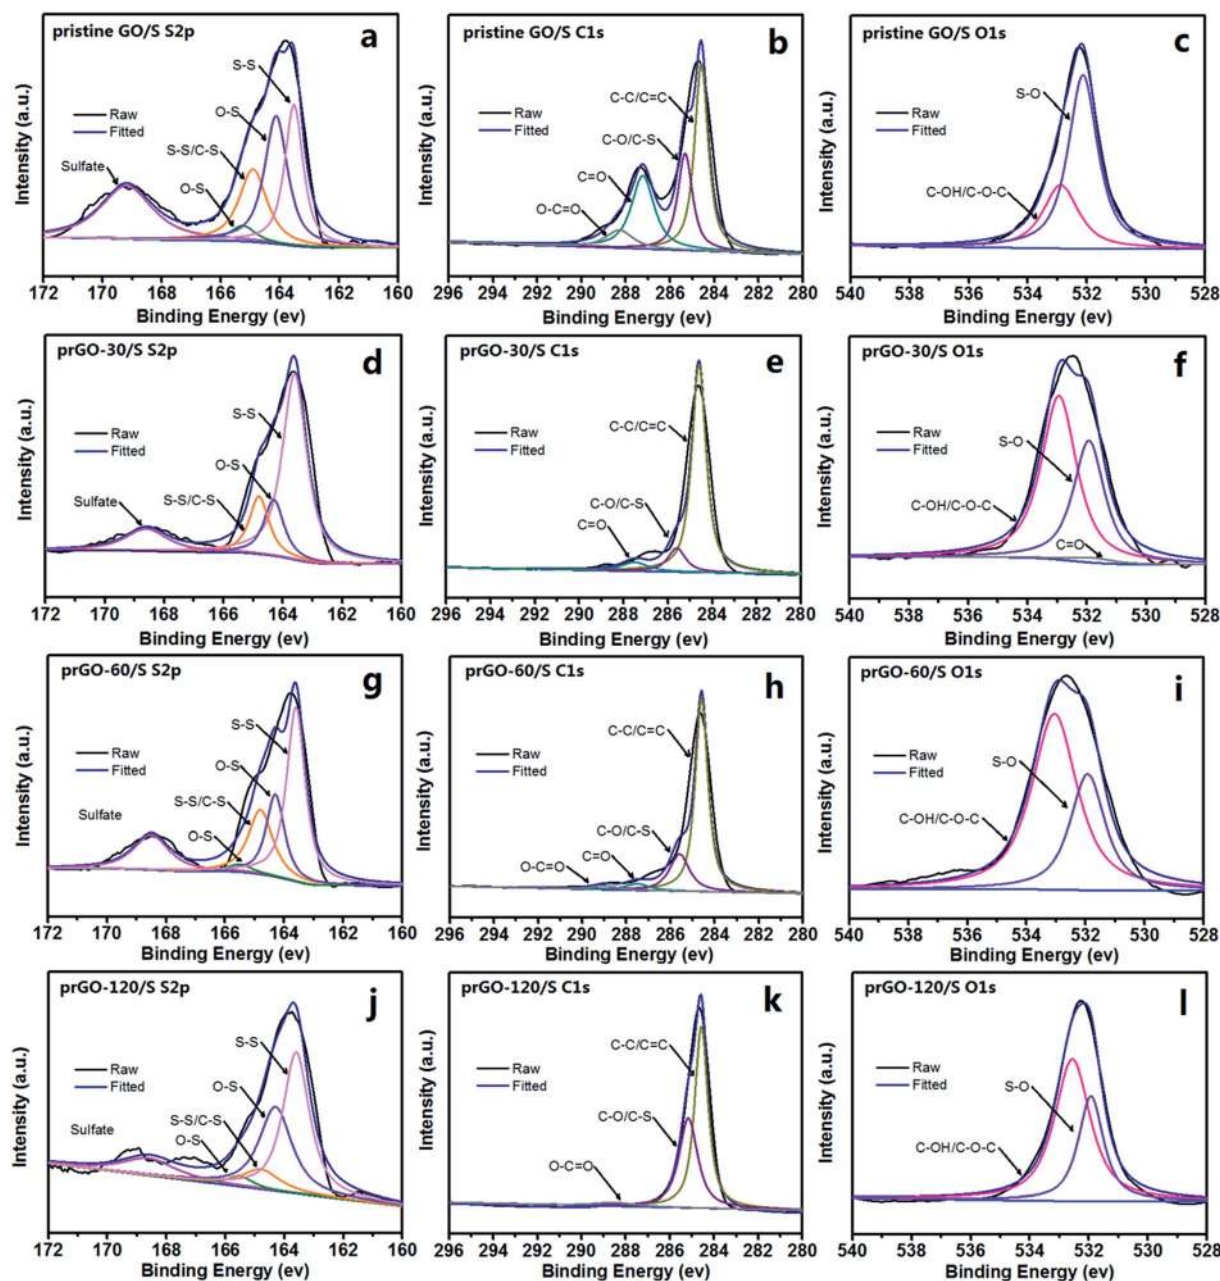 pristine GO/S S2p
a
S-S
O-S
S-S/C-S
O-S
Sulfate
Raw
Fitted
Intensity (a.u.)
172 170 168 166 164 162 160
Binding Energy (ev)
pristine GO/S C1s
b
C-C/C=C
C-O/C-S
C=O
O-C=O
Raw
Fitted
Intensity (a.u.)
296 294 292 290 288 286 284 282 280
Binding Energy (ev)
pristine GO/S O1s
c
S-O
C-OH/C-O-C
Raw
Fitted
Intensity (a.u.)
540 538 536 534 532 530 528
Binding Energy (ev)
prGO-30/S S2p
d
S-S
O-S
S-S/C-S
Sulfate
Raw
Fitted
Intensity (a.u.)
172 170 168 166 164 162 160
Binding Energy (ev)
prGO-30/S C1s
e
C-C/C=C
C-O/C-S
C=O
Raw
Fitted
Intensity (a.u.)
296 294 292 290 288 286 284 282 280
Binding Energy (ev)
prGO-30/S O1s
f
S-O
C-OH/C-O-C
C=O
Raw
Fitted
Intensity (a.u.)
540 538 536 534 532 530 528
Binding Energy (ev)
prGO-60/S S2p
g
S-S
O-S
S-S/C-S
O-S
Sulfate
Raw
Fitted
Intensity (a.u.)
172 170 168 166 164 162 160
Binding Energy (ev)
prGO-60/S C1s
h
C-C/C=C
C-O/C-S
C=O
O-C=O
Raw
Fitted
Intensity (a.u.)
296 294 292 290 288 286 284 282 280
Binding Energy (ev)
prGO-60/S O1s
i
S-O
C-OH/C-O-C
Raw
Fitted
Intensity (a.u.)
540 538 536 534 532 530 528
Binding Energy (ev)
prGO-120/S S2p
j
S-S
O-S
S-S/C-S
O-S
Sulfate
Raw
Fitted
Intensity (a.u.)
172 170 168 166 164 162 160
Binding Energy (ev)
prGO-120/S C1s
k
C-C/C=C
C-O/C-S
O-C=O
Raw
Fitted
Intensity (a.u.)
296 294 292 290 288 286 284 282 280
Binding Energy (ev)
prGO-120/S O1s
l
S-O
C-OH/C-O-C
Raw
Fitted
Intensity (a.u.)
540 538 536 534 532 530 528
Binding Energy (ev)